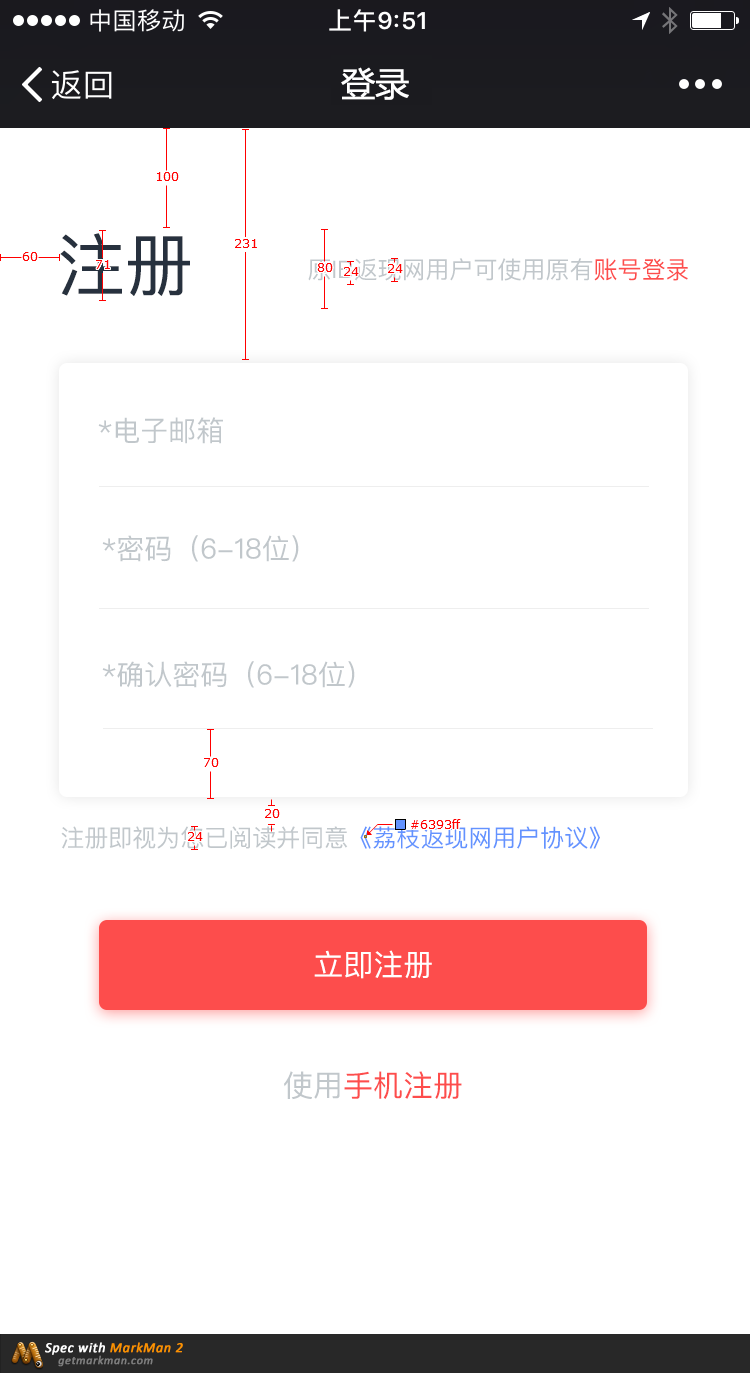 中国移动 上午9:51
返回 登录
100
231
60
71
80
24
24
注册
原旧返现网用户可使用原有账号登录
*电子邮箱
*密码（6–18位）
*确认密码（6–18位）
70
20
24
#6393ff
注册即视为您已阅读并同意《荔枝返现网用户协议》
立即注册
使用手机注册
Spec with MarkMan 2
getmarkman.com